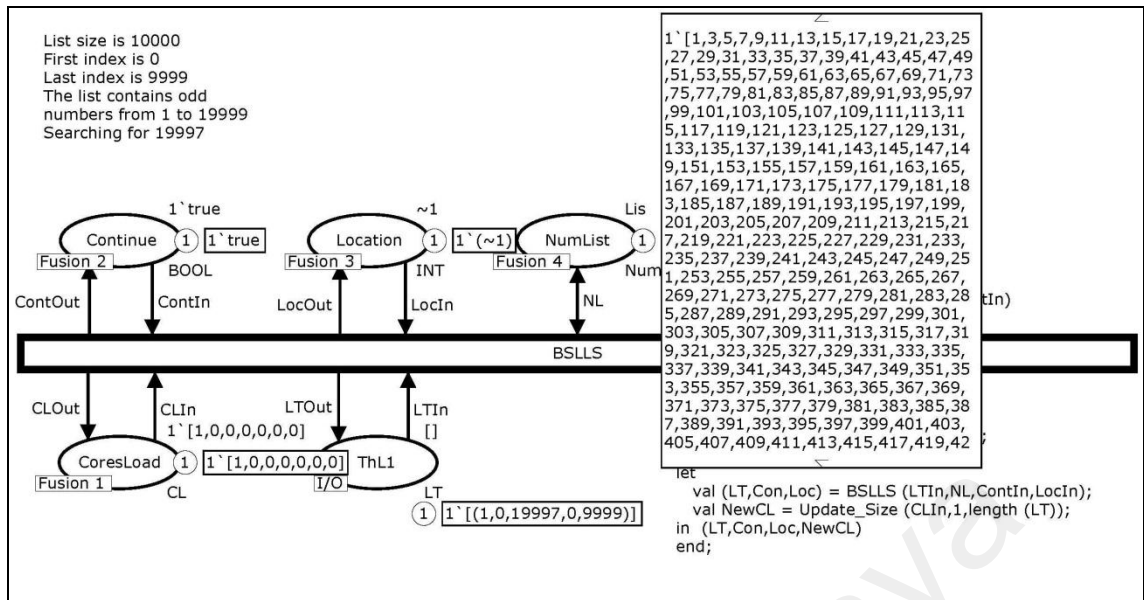 List size is 10000
First index is 0
Last index is 9999
The list contains odd
numbers from 1 to 19999
Searching for 19997
1`[1,3,5,7,9,11,13,15,17,19,21,23,25
,27,29,31,33,35,37,39,41,43,45,47,49
,51,53,55,57,59,61,63,65,67,69,71,73
,75,77,79,81,83,85,87,89,91,93,95,97
,99,101,103,105,107,109,111,113,11
5,117,119,121,123,125,127,129,131,
133,135,137,139,141,143,145,147,14
9,151,153,155,157,159,161,163,165,
167,169,171,173,175,177,179,181,18
3,185,187,189,191,193,195,197,199,
201,203,205,207,209,211,213,215,21
7,219,221,223,225,227,229,231,233,
235,237,239,241,243,245,247,249,25
1,253,255,257,259,261,263,265,267,
269,271,273,275,277,279,281,283,28
5,287,289,291,293,295,297,299,301,
303,305,307,309,311,313,315,317,31
9,321,323,325,327,329,331,333,335,
337,339,341,343,345,347,349,351,35
3,355,357,359,361,363,365,367,369,
371,373,375,377,379,381,383,385,38
7,389,391,393,395,397,399,401,403,
405,407,409,411,413,415,417,419,42
1`true
Continue
1
1`true
Fusion 2
BOOL
~1
Location
1
1`(~1)
Fusion 3
INT
Lis
NumList
1
Fusion 4
Num
ContOut
ContIn
LocOut
LocIn
NL
tIn)
BSLLS
CLOut
CLIn
LTOut
LTIn
1`[1,0,0,0,0,0,0]
[]
CoresLoad
1
1`[1,0,0,0,0,0,0]
ThL1
Fusion 1
I/O
CL
LT
1
1`[(1,0,19997,0,9999)]
;
let
val (LT,Con,Loc) = BSLLS (LTIn,NL,ContIn,LocIn);
val NewCL = Update_Size (CLIn,1,length (LT));
in (LT,Con,Loc,NewCL)
end;